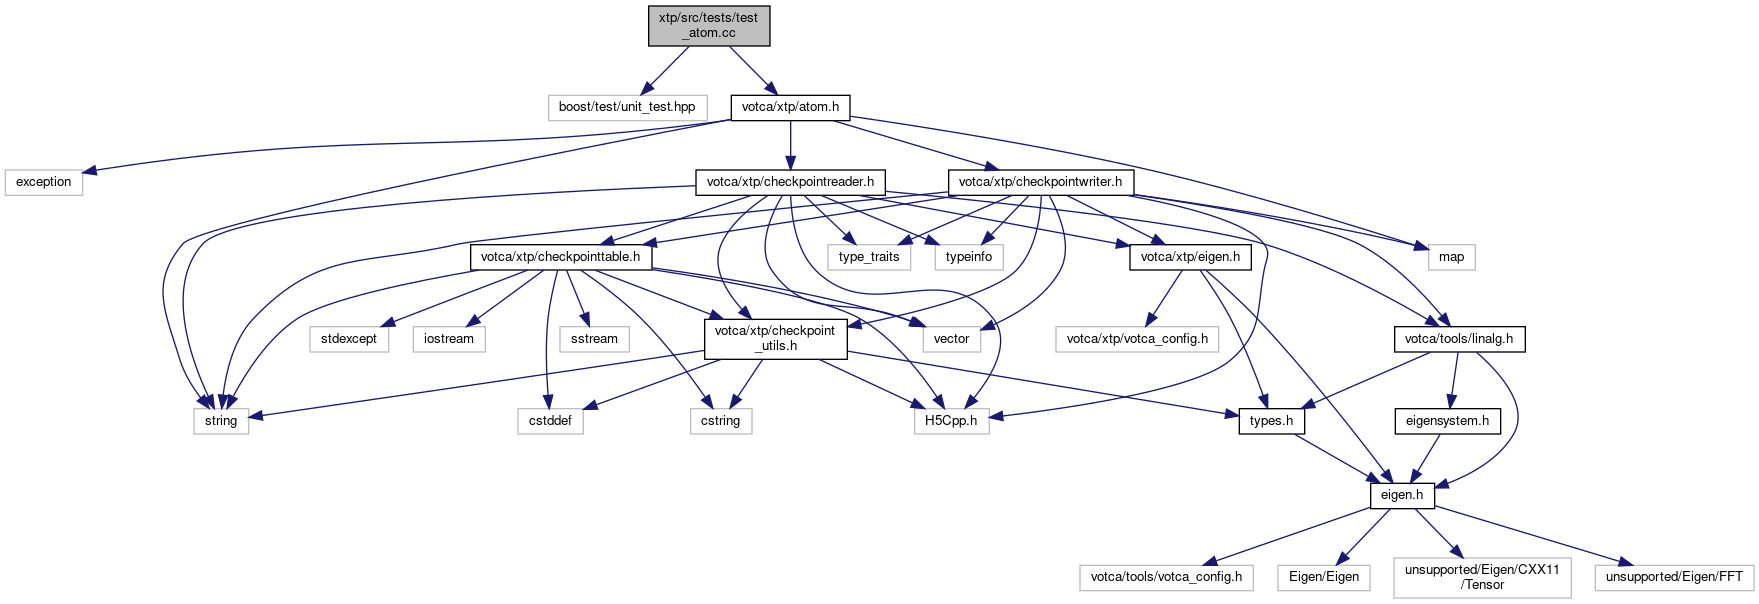 xtp/src/tests/test
_atom.cc
boost/test/unit_test.hpp
votca/xtp/atom.h
exception
votca/xtp/checkpointreader.h
votca/xtp/checkpointwriter.h
votca/xtp/checkpointtable.h
type_traits
typeinfo
votca/xtp/eigen.h
map
stdexcept
iostream
sstream
votca/xtp/checkpoint
_utils.h
vector
votca/xtp/votca_config.h
votca/tools/linalg.h
string
cstddef
cstring
H5Cpp.h
types.h
eigensystem.h
eigen.h
votca/tools/votca_config.h
Eigen/Eigen
unsupported/Eigen/CXX11
/Tensor
unsupported/Eigen/FFT